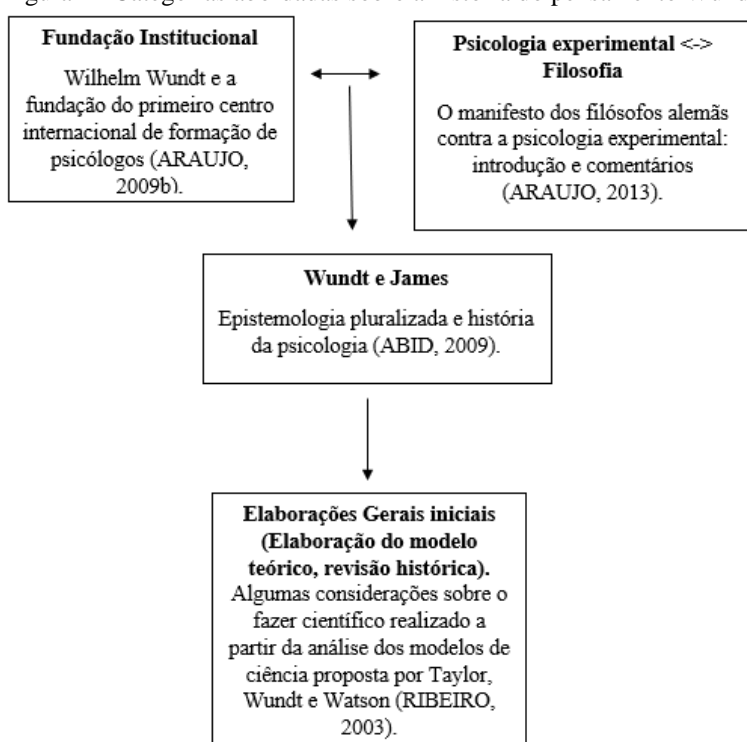 Fundação Institucional
Wilhelm Wundt e a
fundação do primeiro centro
internacional de formação de
psicólogos (ARAUJO,
2009b).
Psicologia experimental <->
Filosofia
O manifesto dos filósofos alemãs
contra a psicologia experimental:
introdução e comentários
(ARAUJO, 2013).
Wundt e James
Epistemologia pluralizada e história
da psicologia (ABID, 2009).
Elaborações Gerais iniciais
(Elaboração do modelo
teórico, revisão histórica).
Algumas considerações sobre o
fazer científico realizado a
partir da análise dos modelos de
ciência proposta por Taylor,
Wundt e Watson (RIBEIRO,
2003).